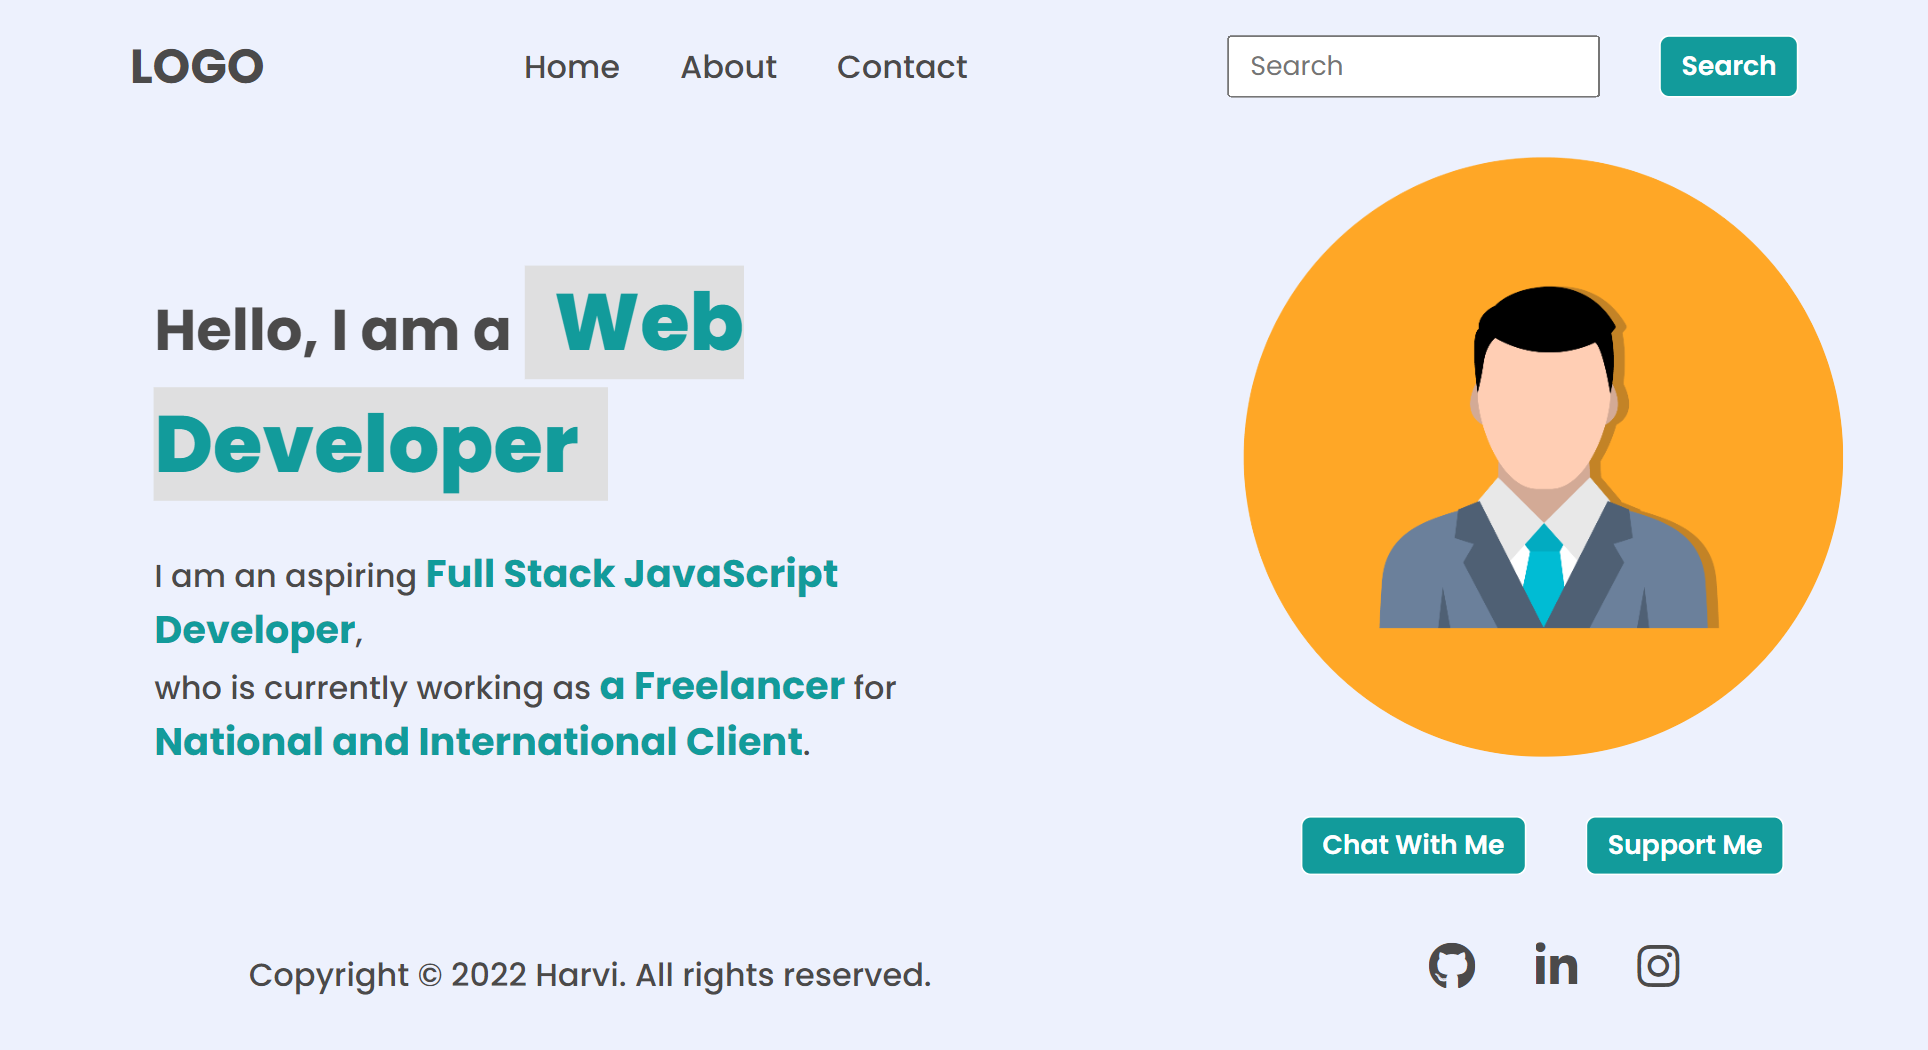 LOGO
Home About Contact
Search
Search
Hello, I am a Web
Developer
I am an aspiring Full Stack JavaScript
Developer,
who is currently working as a Freelancer for
National and International Client.
Chat With Me
Support Me
Copyright © 2022 Harvi. All rights reserved.
in